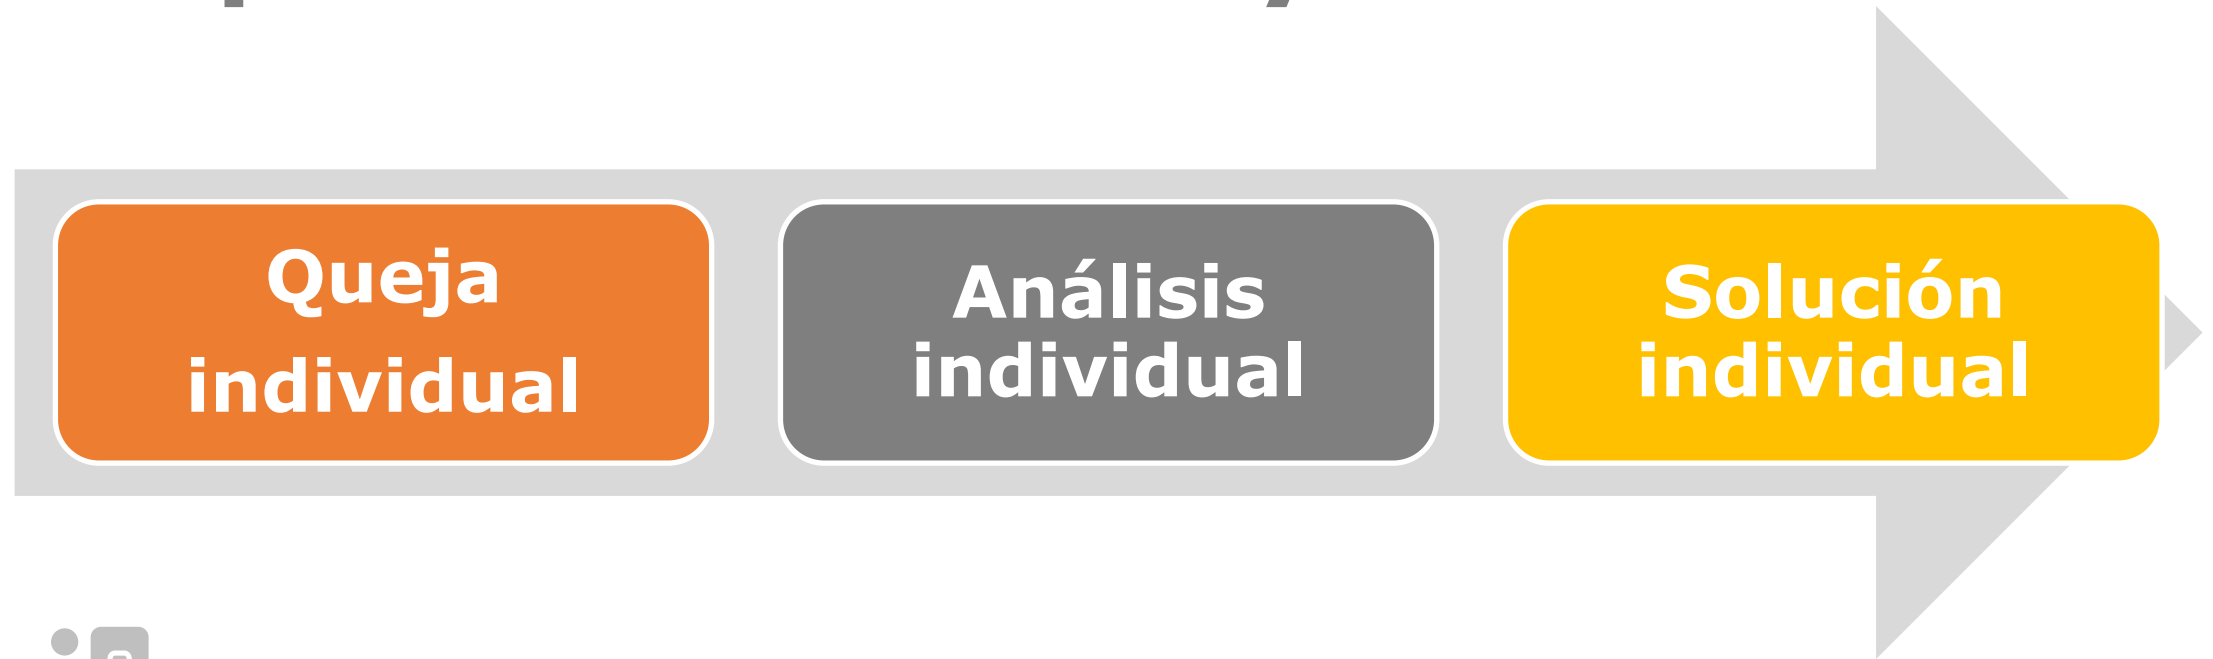 Queja
individual
Análisis
individual
Solución
individual